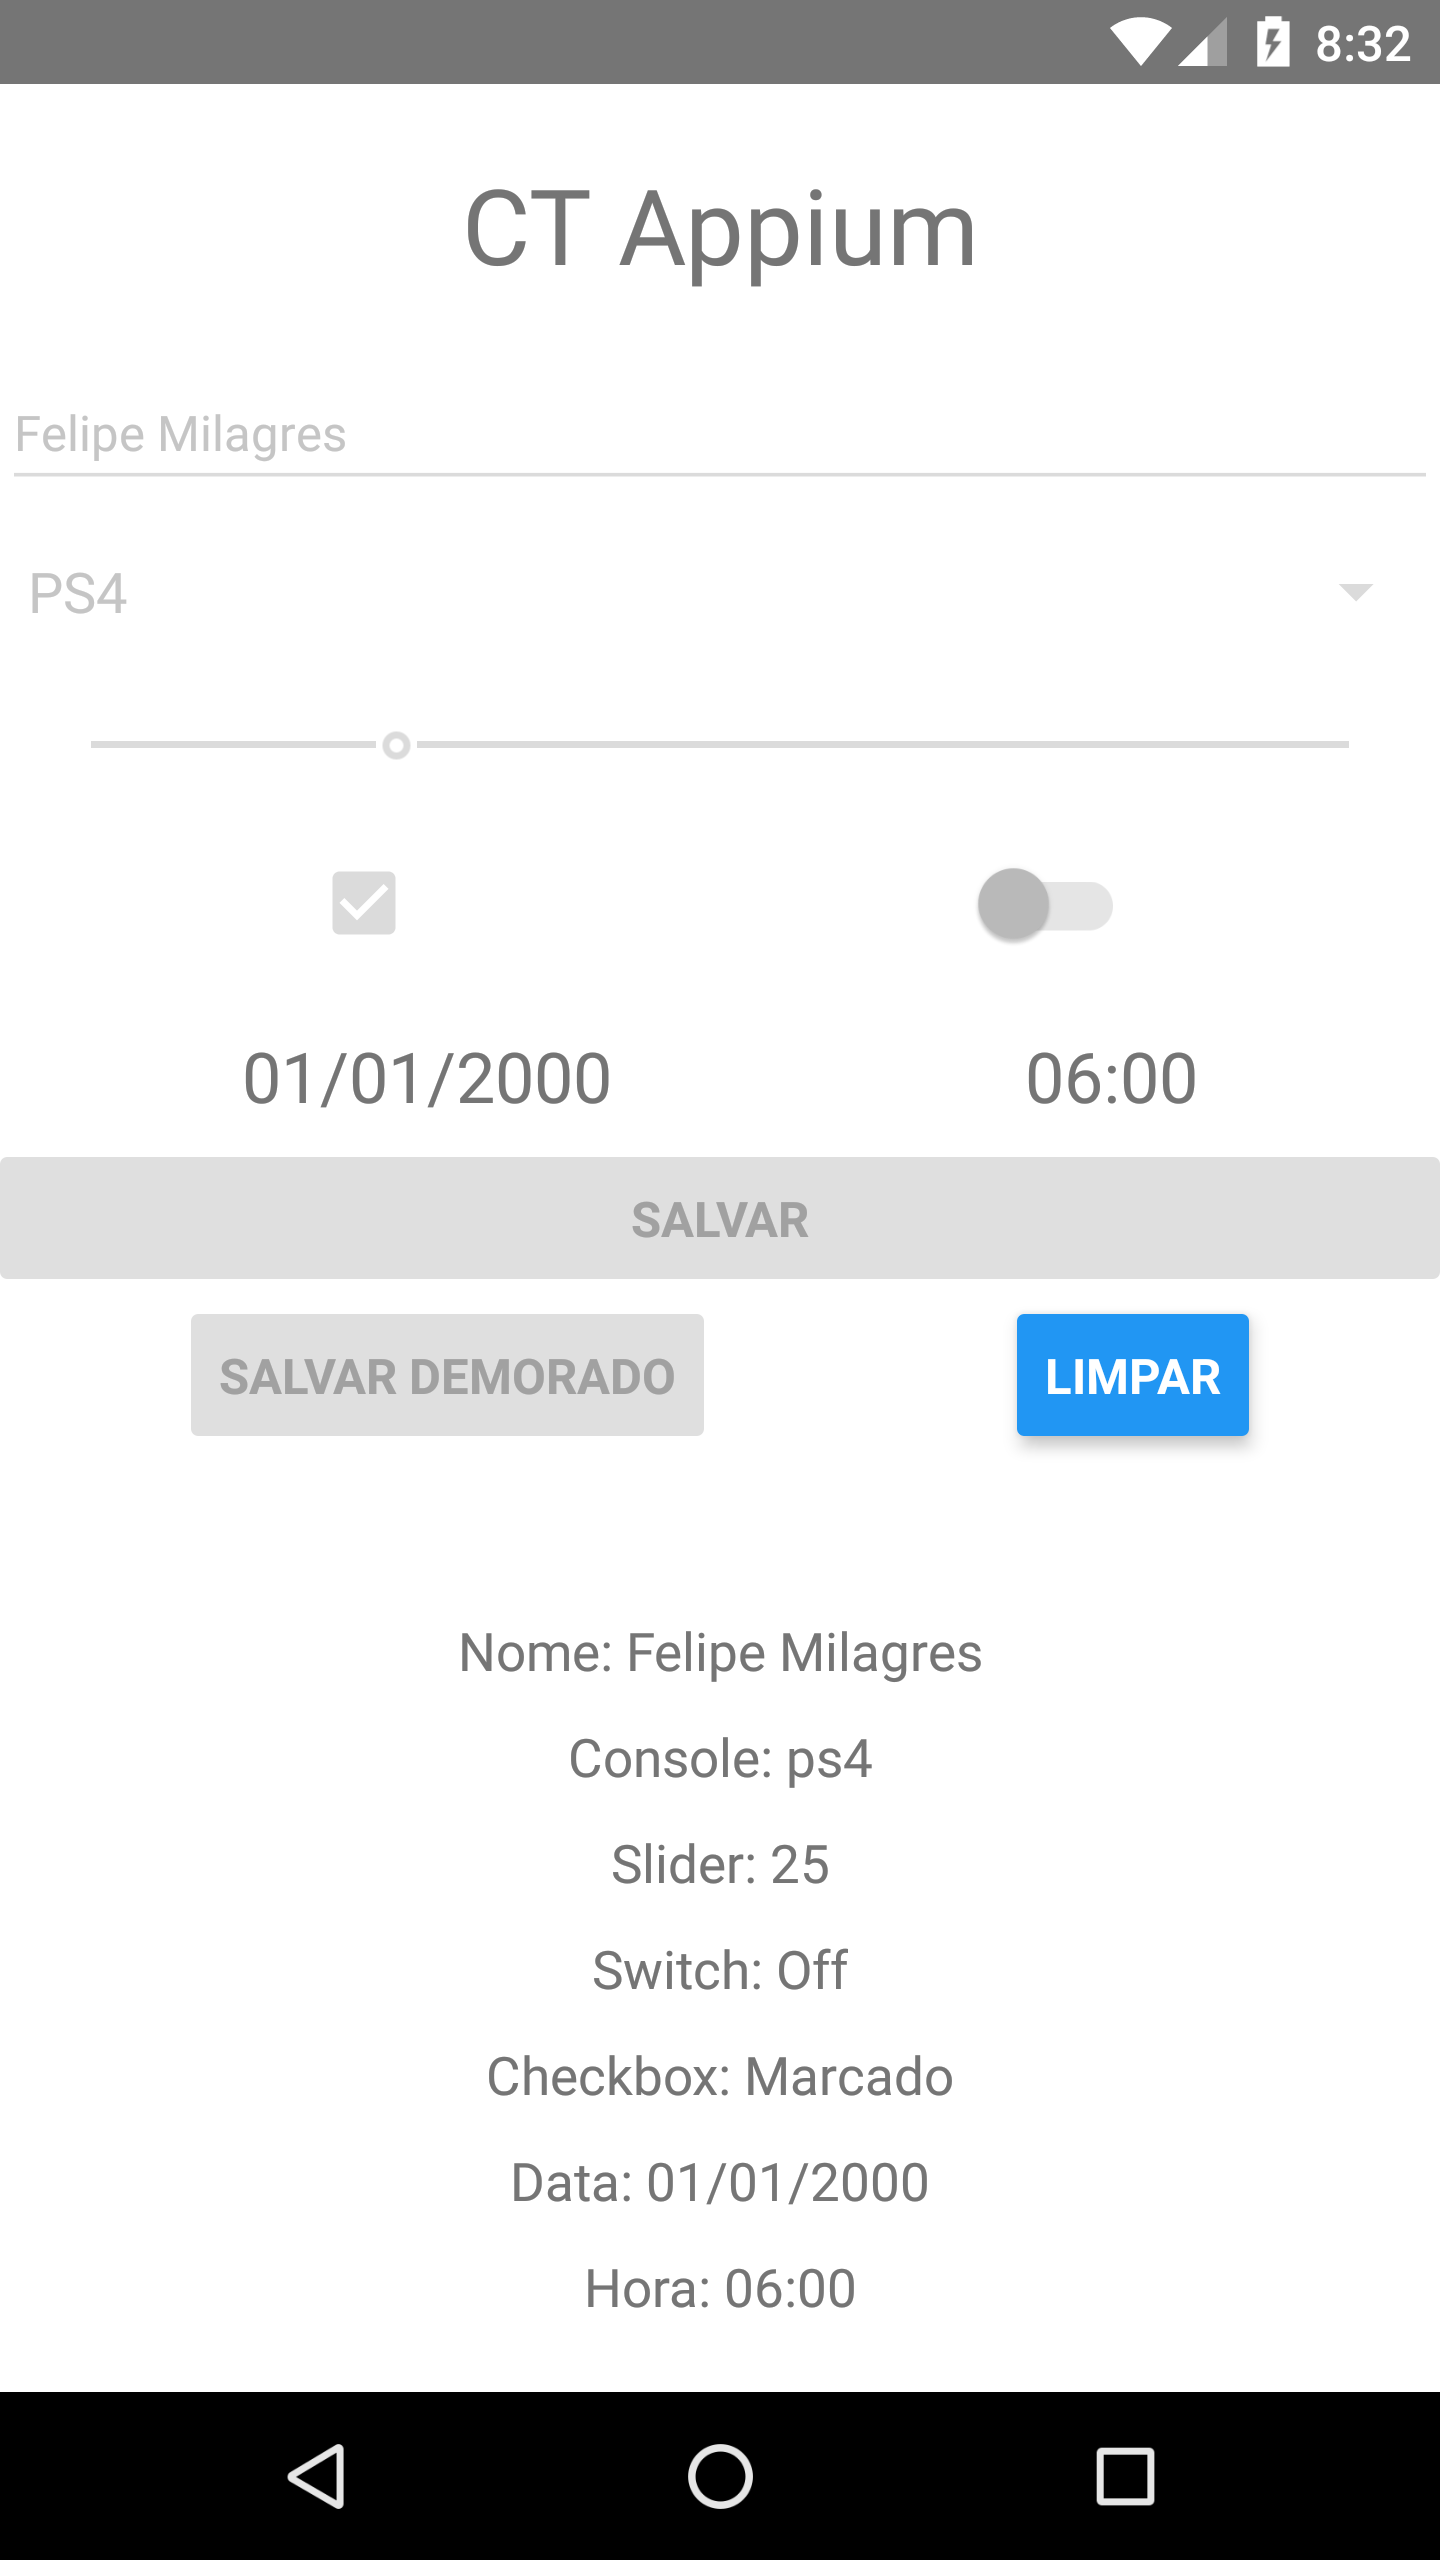 8:32
CT Appium
Felipe Milagres
PS4
01/01/2000 06:00
SALVAR
SALVAR DEMORADO LIMPAR
Nome: Felipe Milagres
Console: ps4
Slider: 25
Switch: Off
Checkbox: Marcado
Data: 01/01/2000
Hora: 06:00